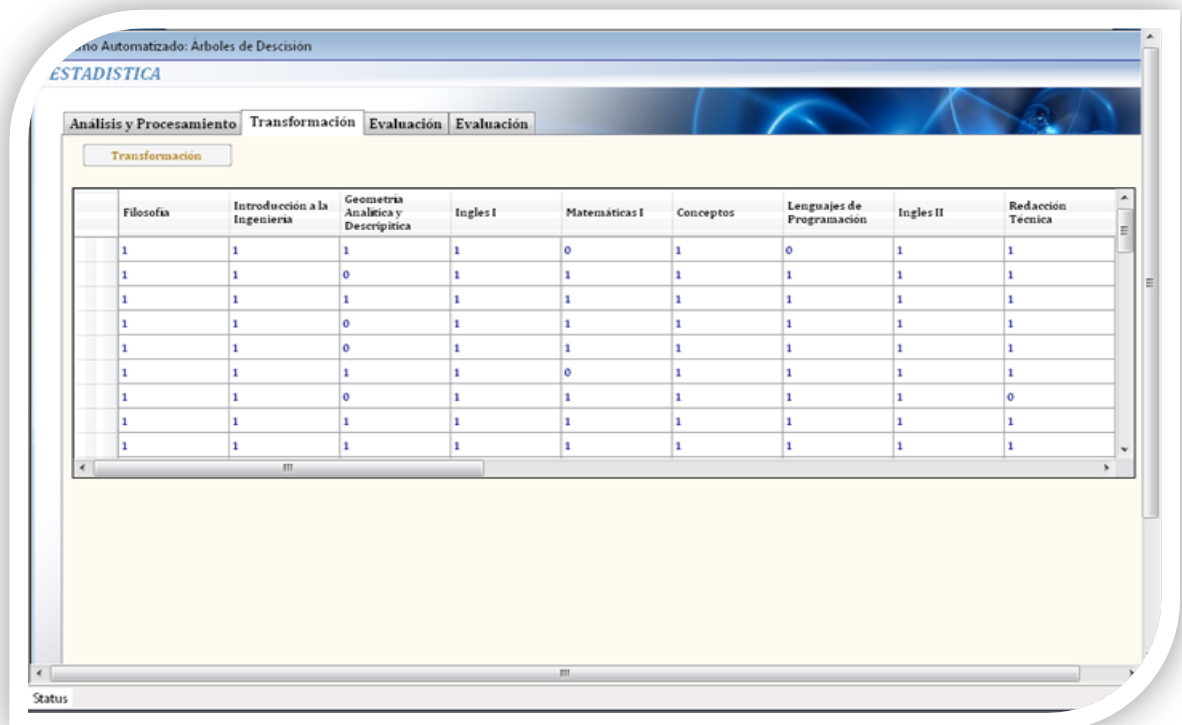 no Automatizado: Árboles de Descisión
ESTADISTICA
Análisis y Procesamiento Transformación Evaluación Evaluación
Transformación
Filosofia Introducción a la Ingenieria Geometria Analitica y Descripitica Ingles I Matemáticas I Conceptos Lenguajes de Programación Ingles II Redacción Técnica
1 1 1 1 0 1 0 1 1
1 1 0 1 1 1 1 1 1
1 1 1 1 1 1 1 1 1
1 1 0 1 1 1 1 1 1
1 1 0 1 1 1 1 1 1
1 1 1 1 0 1 1 1 1
1 1 0 1 1 1 1 1 0
1 1 1 1 1 1 1 1 1
1 1 1 1 1 1 1 1 1
Status